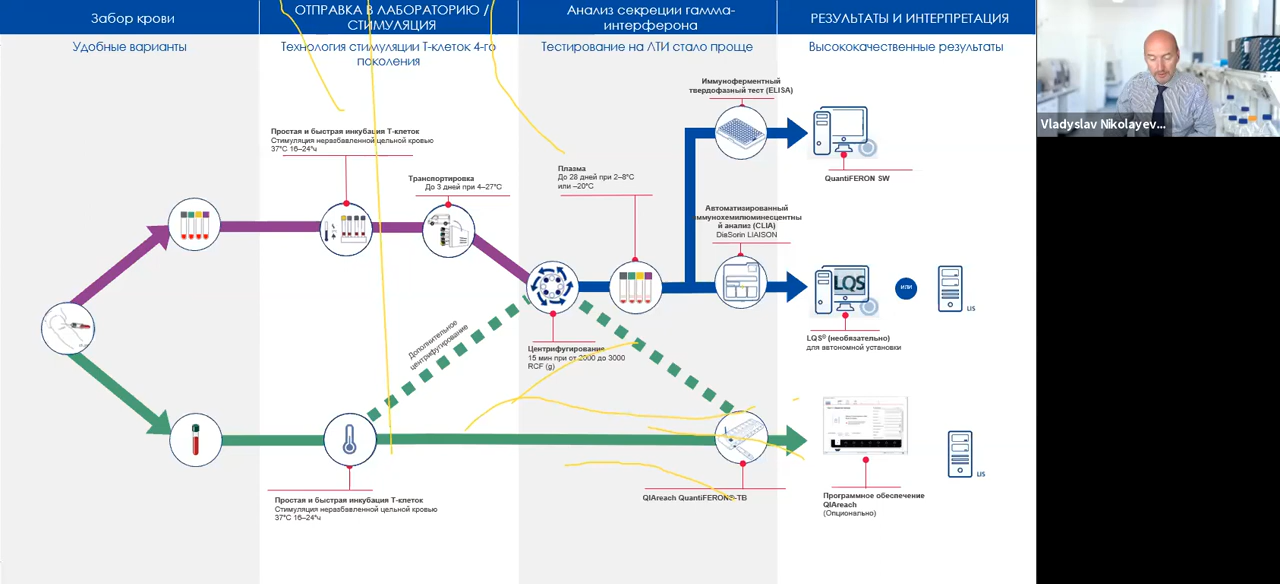 Забор крови
ОТПРАВКА В ЛАБОРАТОРИЮ /
СТИМУЛЯЦИЯ
Анализ секреции гамма-
интерферона
РЕЗУЛЬТАТЫ И ИНТЕРПРЕТАЦИЯ
Удобные варианты
Технология стимуляции Т-клеток 4-го
поколения
Тестирование на ЛТИ стало проще
Высококачественные результаты
Иммуноферментный
твердофазный тест (ELISA)
Vladyslav Nikolayev...
Простая и быстрая инкубация Т-клеток
Стимуляция неразбавленной цельной кровью
37°C 16–24°ч
Транспортировка
До 3 дней при 4–27°C
Плазма
До 28 дней при 2–8°C
или –20°C
QuantiFERON SW
Автоматизированный
ммунохемилюминесцентны
й анализ (CLIA)
DiaSorin LIAISON
LQS
ИЛИ
LIS
Дополнительное
центрифугирование
Центрифугирование
15 мин при от 2000 до 3000
RCF (g)
LQS® (необязательно)
для автономной установки
LIS
Простая и быстрая инкубация Т-клеток
Стимуляция неразбавленной цельной кровью
37°C 16–24°ч
QIAreach QuantiFERON®-TB
Программное обеспечение
QIAreach
(Опционально)